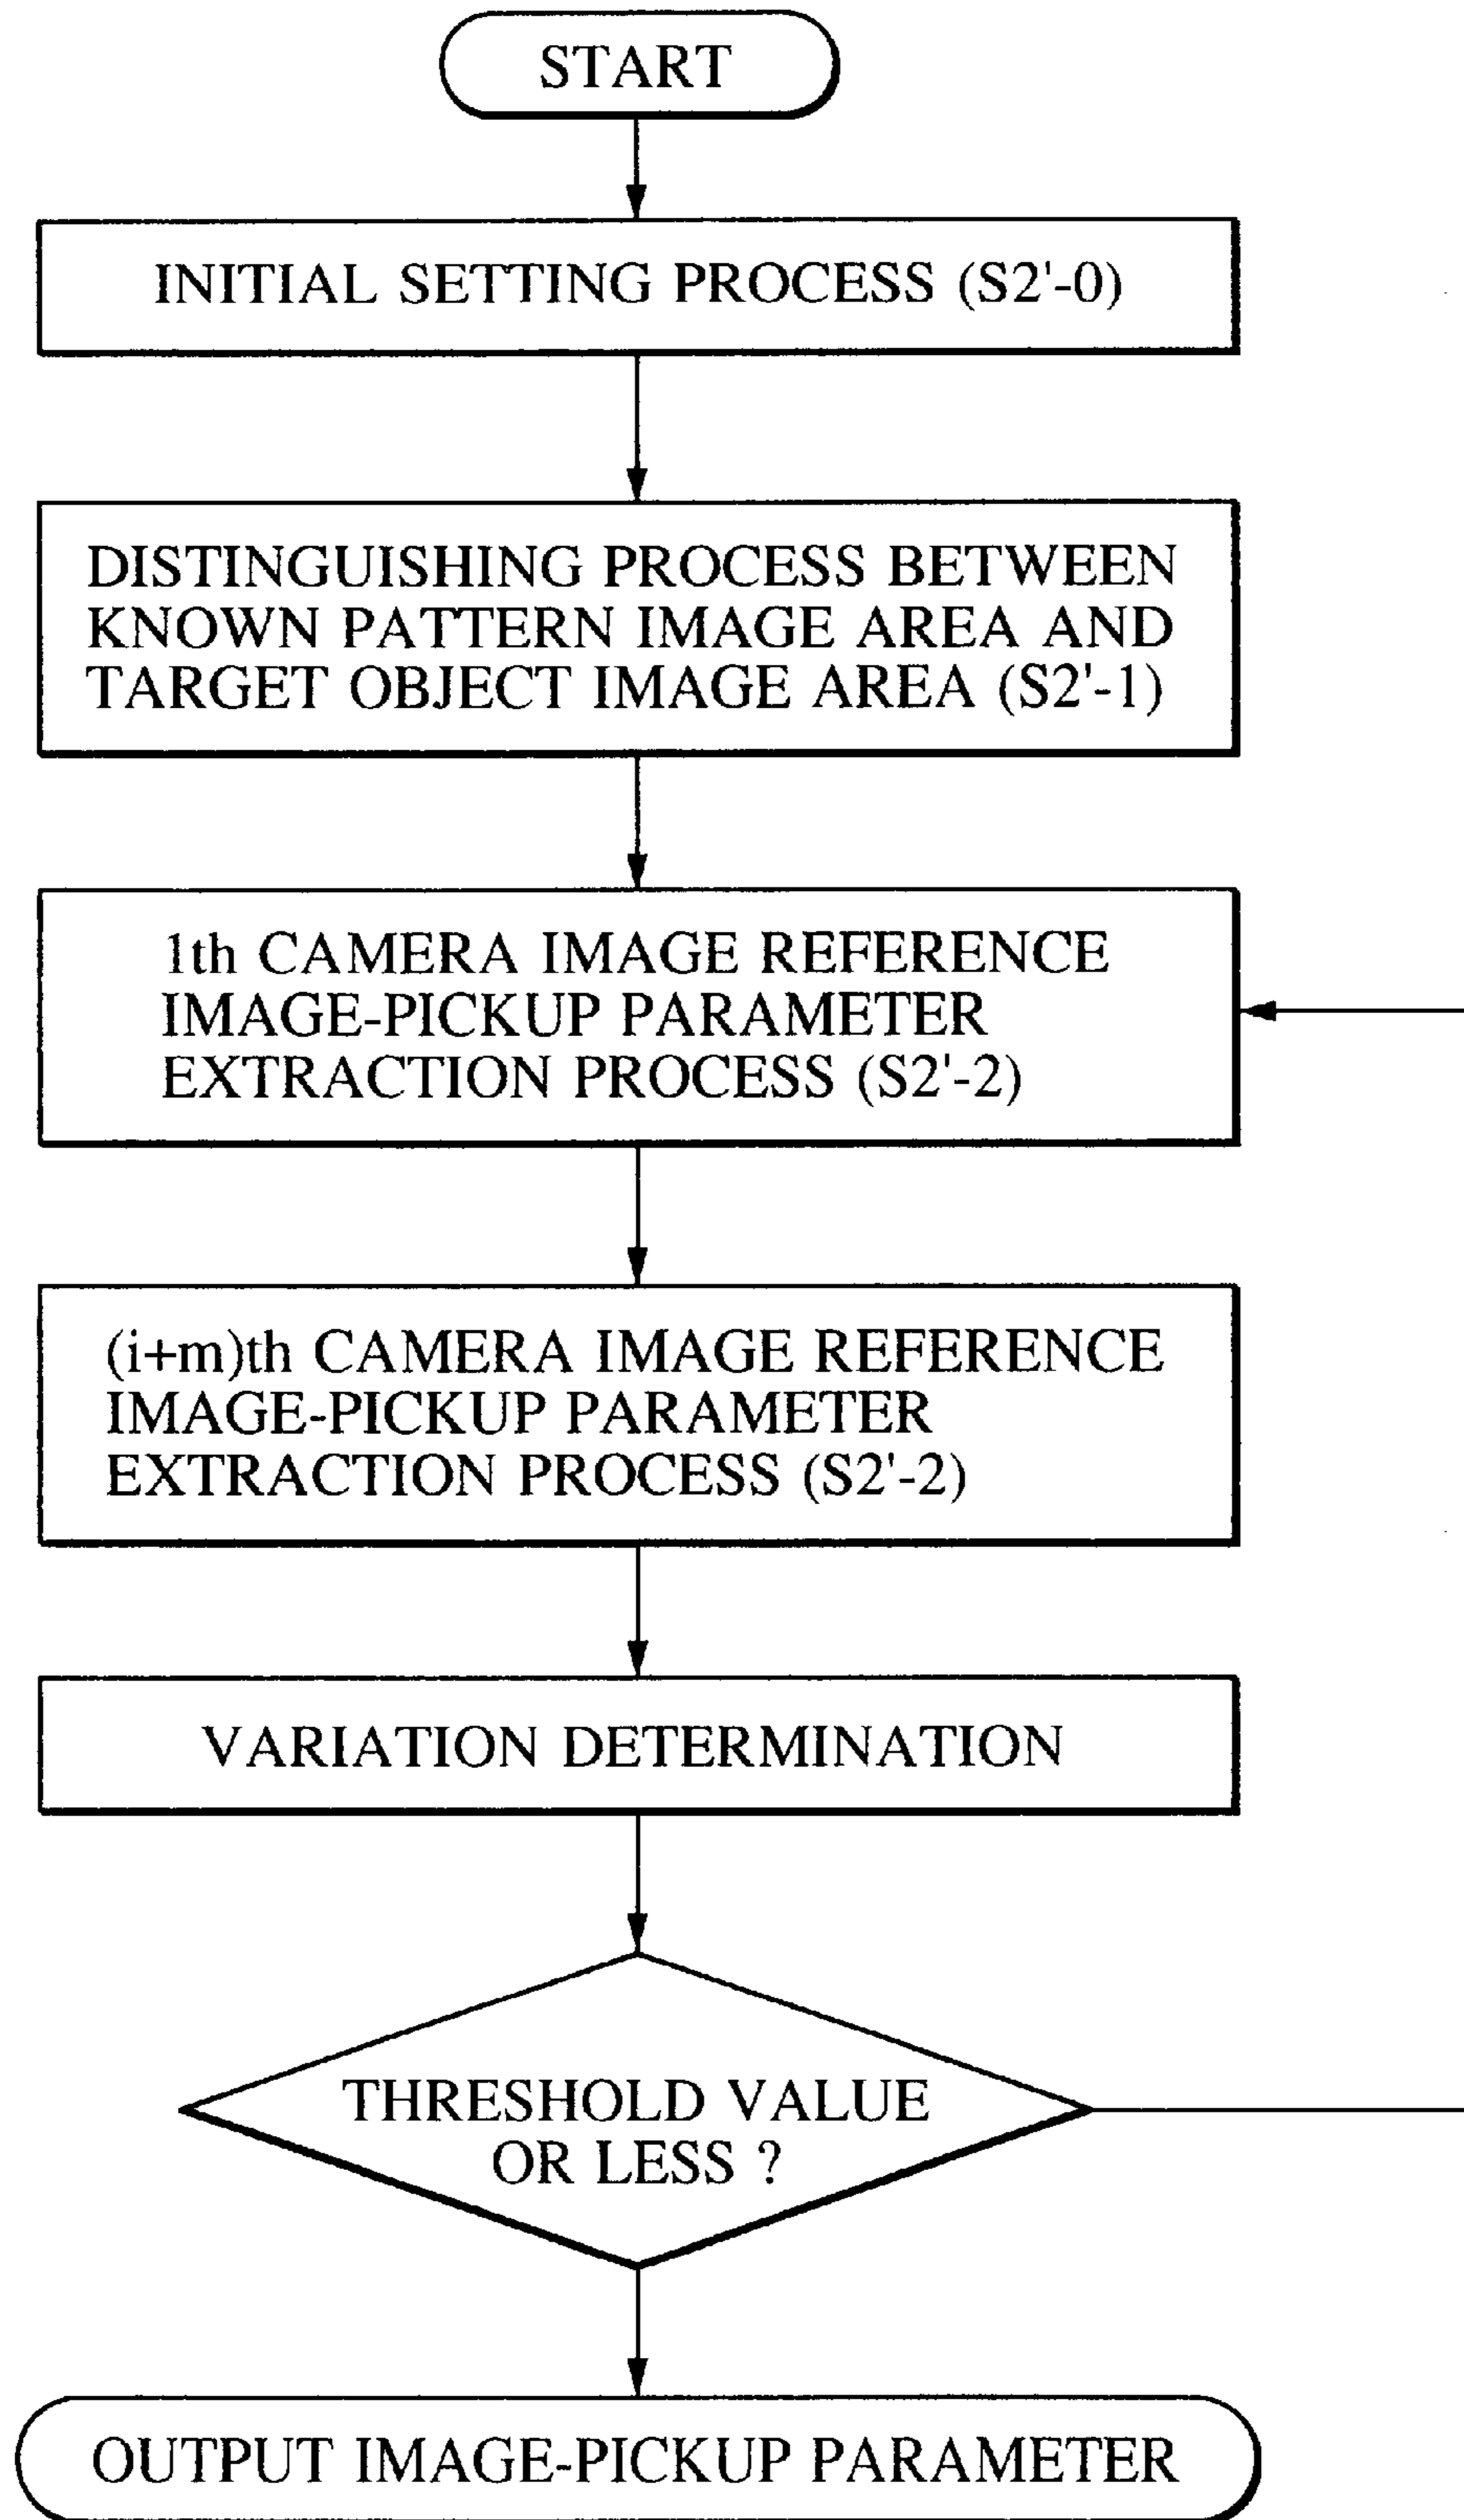 START
INITIAL SETTING PROCESS (S2'-0)
DISTINGUISHING PROCESS BETWEEN
KNOWN PATTERN IMAGE AREA AND
TARGET OBJECT IMAGE AREA (S2'-1)
1th CAMERA IMAGE REFERENCE
IMAGE-PICKUP PARAMETER
EXTRACTION PROCESS (S2'-2)
(i+m)th CAMERA IMAGE REFERENCE
IMAGE-PICKUP PARAMETER
EXTRACTION PROCESS (S2'-2)
VARIATION DETERMINATION
THRESHOLD VALUE
OR LESS ?
OUTPUT IMAGE-PICKUP PARAMETER